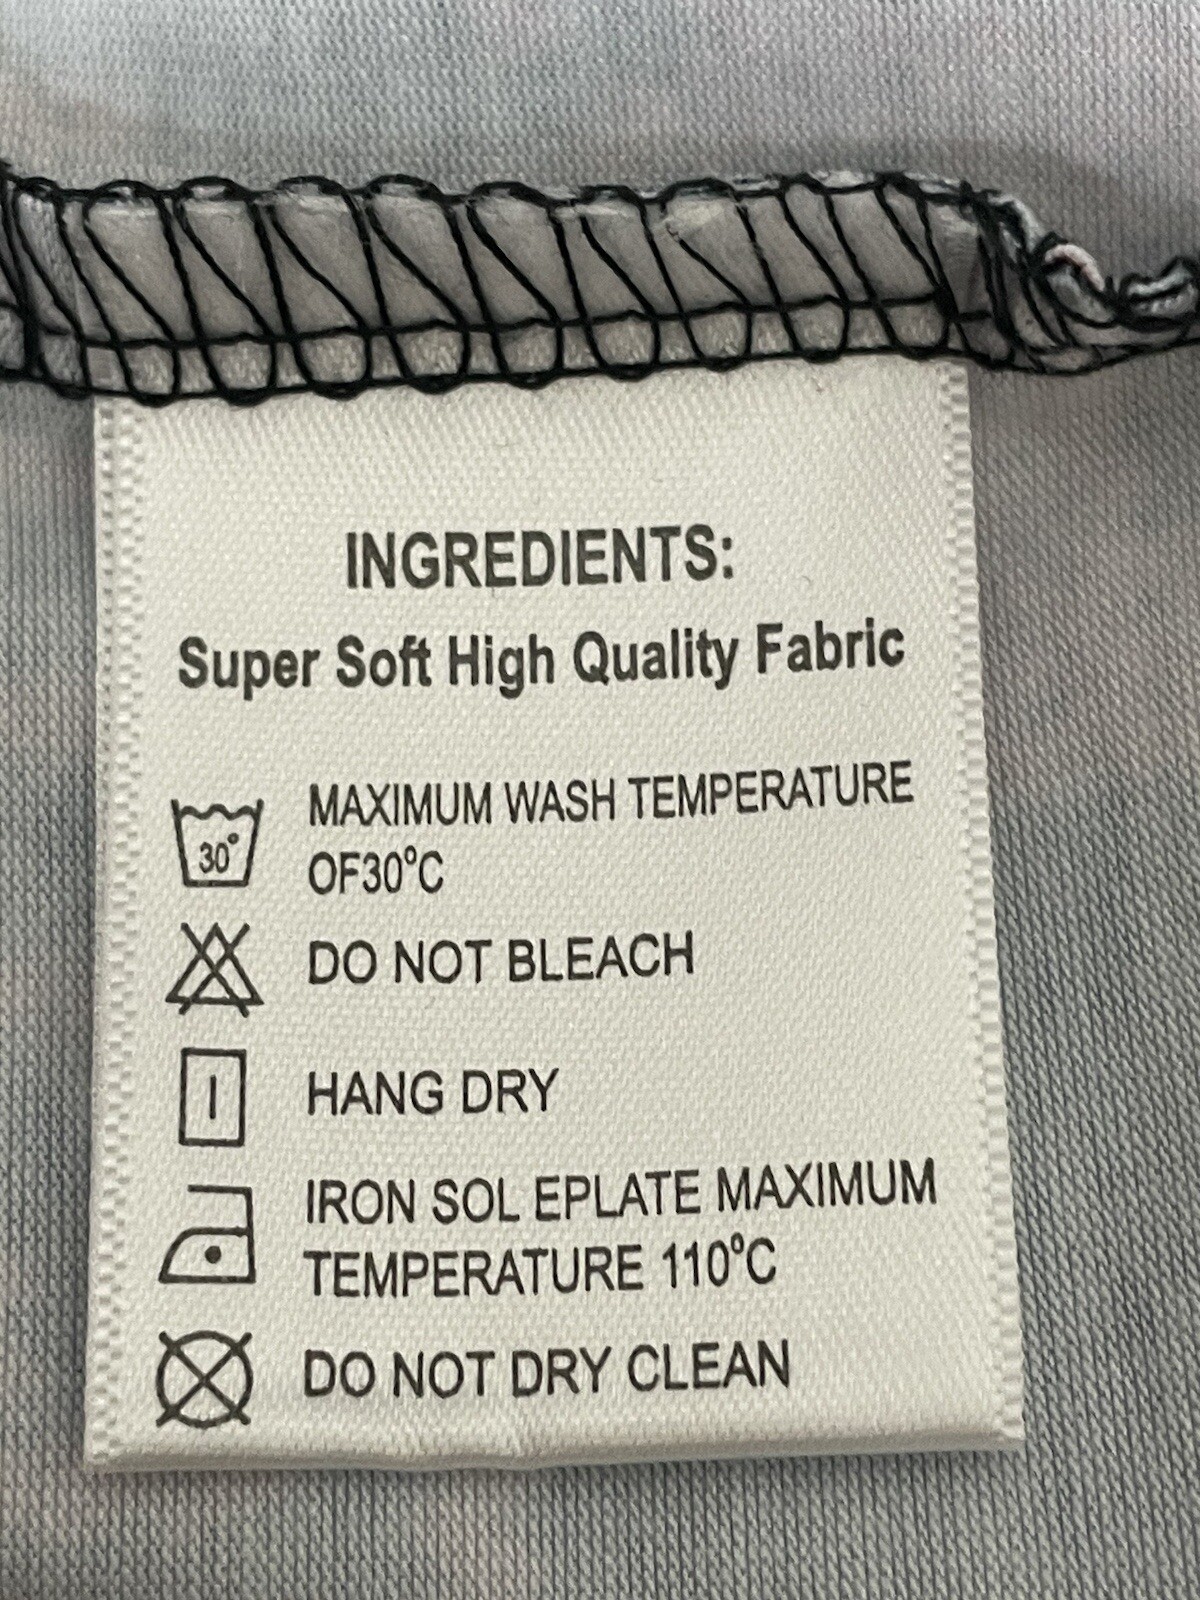 INGREDIENTS:
Super Soft High Quality Fabric
30°
MAXIMUM WASH TEMPERATURE
OF30°C
DO NOT BLEACH
HANG DRY
IRON SOL EPLATE MAXIMUM
TEMPERATURE 110°C
DO NOT DRY CLEAN